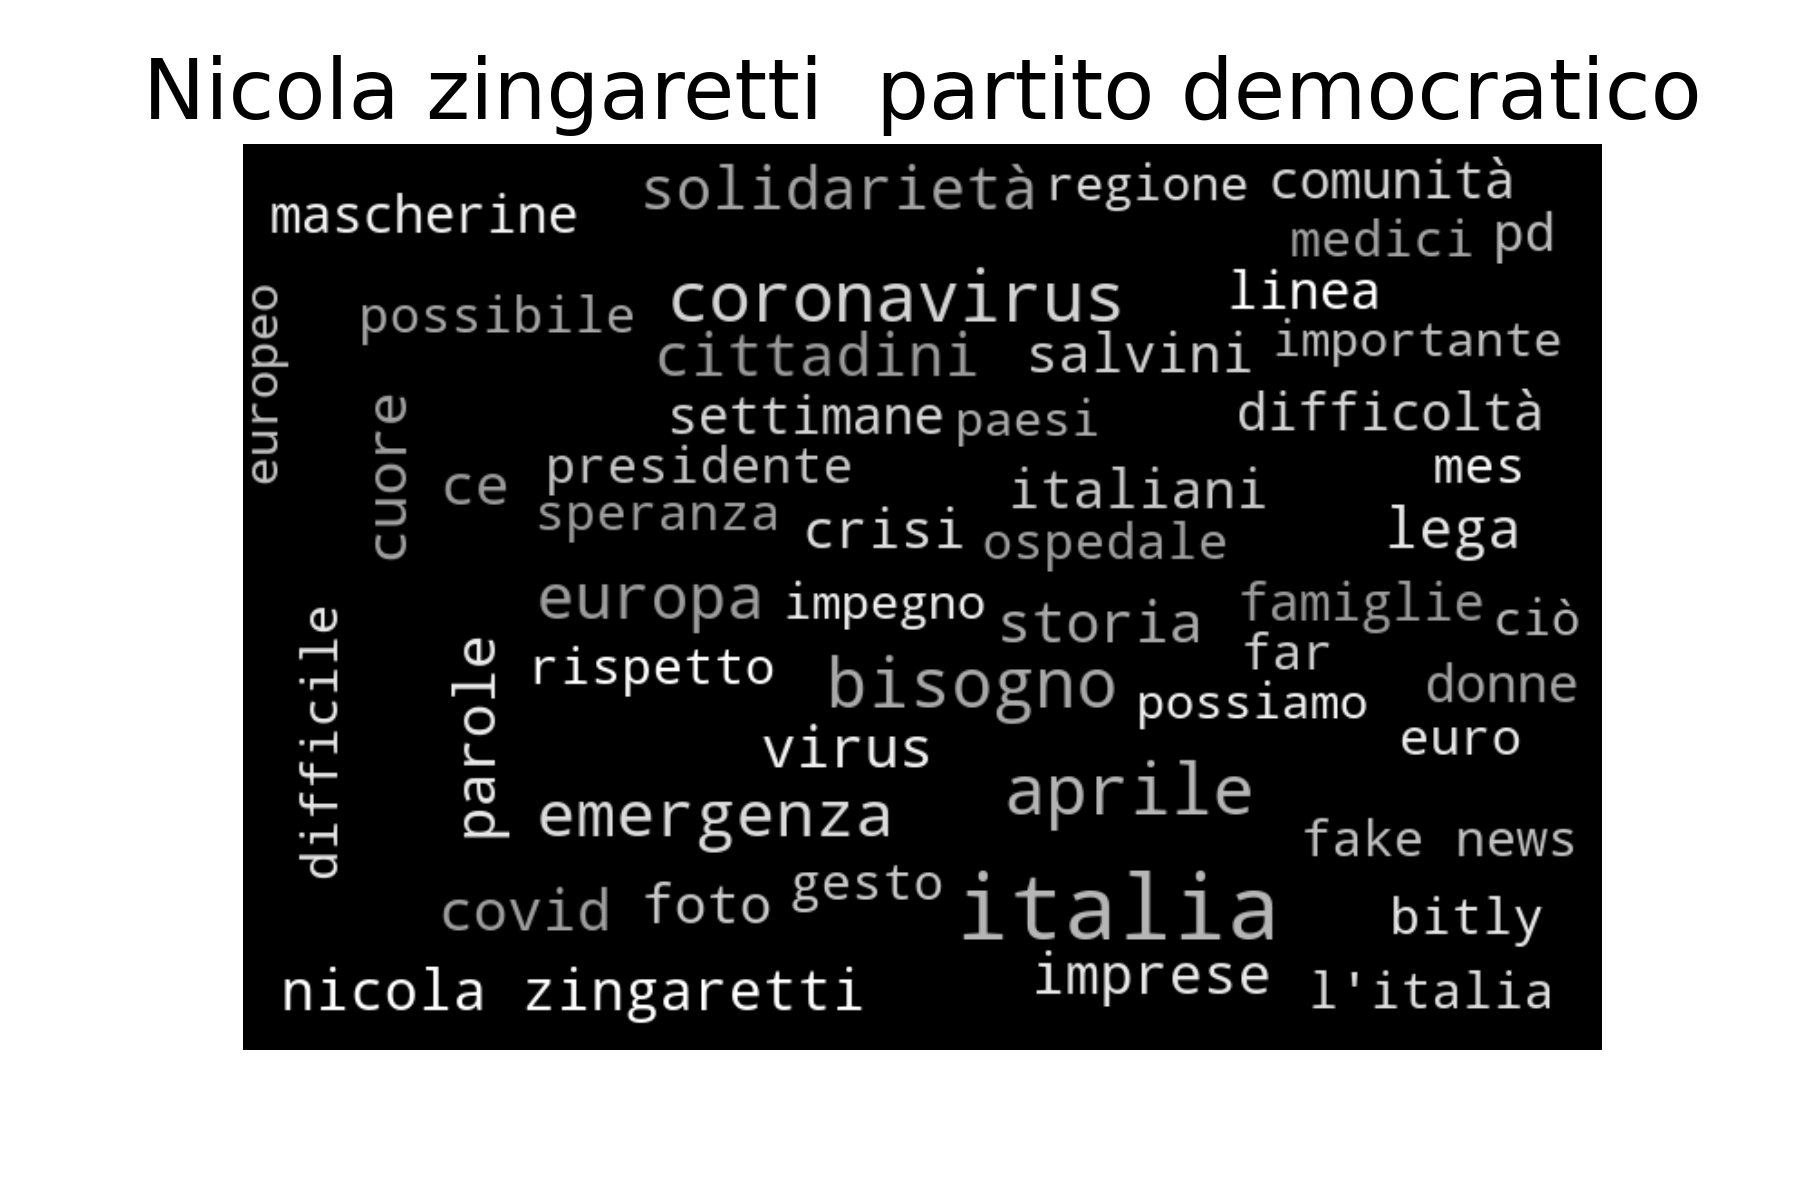 Nicola zingaretti  partito democratico
solidarietà regione comunità
mascherine
medici pd
coronavirus linea
europeo possibile
cittadini salvini importante
cuore settimane paesi difficoltà
ce presidente italiani mes
speranza crisi ospedale lega
europa impegno storia famiglie ciò
difficile parole rispetto bisogno far donne
possiamo
virus euro
emergenza aprile
fake news
covid foto gesto italia bitly
nicola zingaretti imprese l'italia